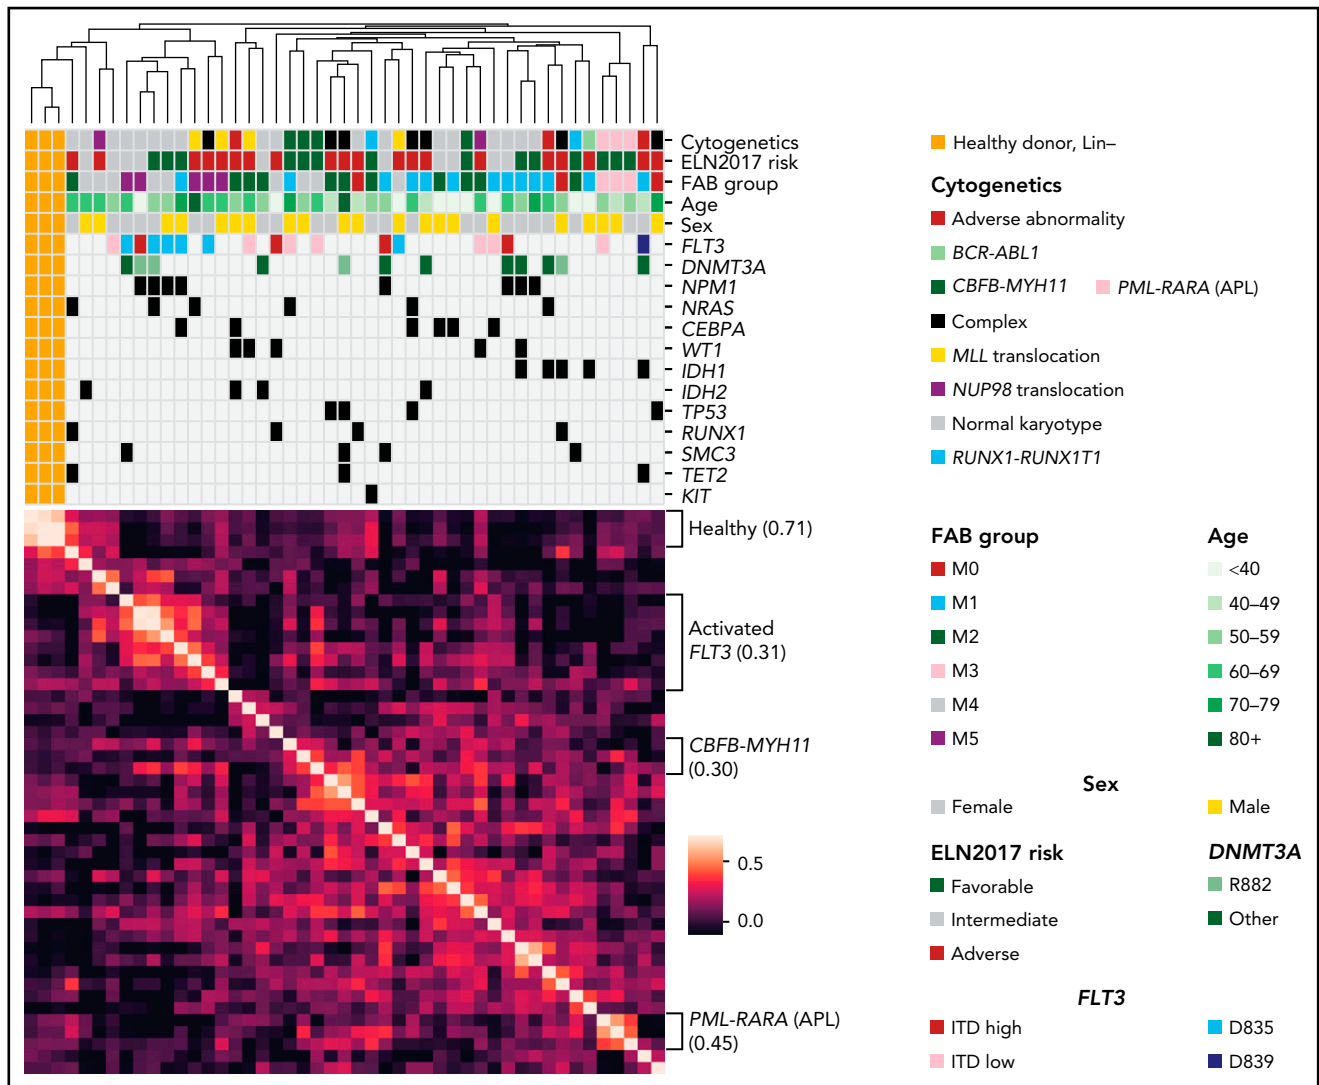 Cytogenetics
ELN2017 risk
FAB group
Age
Sex
FLT3
DNMT3A
NPM1
NRAS
CEBPA
WT1
IDH1
IDH2
TP53
RUNX1
SMC3
TET2
KIT
Healthy (0.71)
Activated
FLT3 (0.31)
CBFB-MYH11
(0.30)
0.5
0.0
PML-RARA (APL)
(0.45)
Healthy donor, Lin–
Cytogenetics
Adverse abnormality
BCR-ABL1
CBFB-MYH11 PML-RARA (APL)
Complex
MLL translocation
NUP98 translocation
Normal karyotype
RUNX1-RUNX1T1
FAB group
M0
M1
M2
M3
M4
M5
Age
<40
40–49
50–59
60–69
70–79
80+
Sex
Female Male
ELN2017 risk
Favorable
Intermediate
Adverse
DNMT3A
R882
Other
FLT3
ITD high D835
ITD low D839